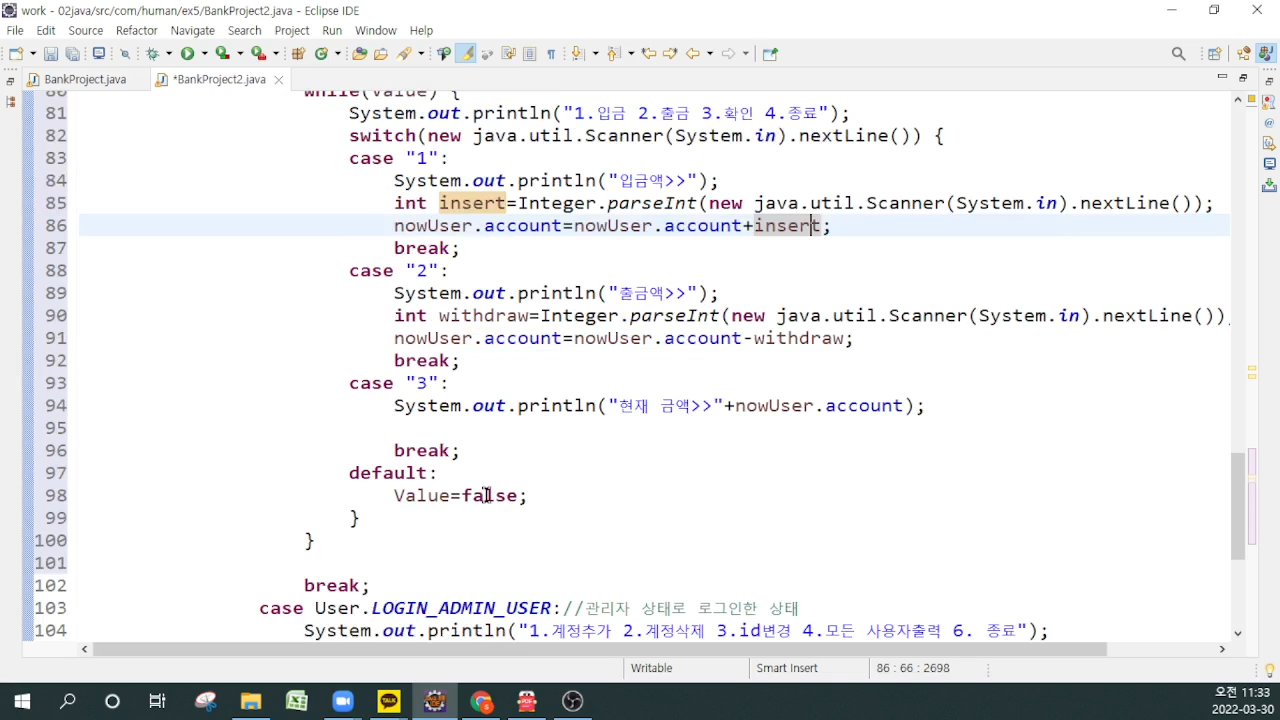 work - 02java/src/com/human/ex5/BankProject2.java - Eclipse IDE
File Edit Source Refactor Navigate Search Project Run Window Help
BankProject.java *BankProject2.java
80 while(Value) {
81 System.out.println("1.입금 2.출금 3.확인 4.종료");
82 switch(new java.util.Scanner(System.in).nextLine()) {
83 case "1":
84 System.out.println("입금액>>");
85 int insert=Integer.parseInt(new java.util.Scanner(System.in).nextLine());
86 nowUser.account=nowUser.account+insert;
87 break;
88 case "2":
89 System.out.println("출금액>>");
90 int withdraw=Integer.parseInt(new java.util.Scanner(System.in).nextLine())
91 nowUser.account=nowUser.account-withdraw;
92 break;
93 case "3":
94 System.out.println("현재 금액>>"+nowUser.account);
95
96 break;
97 default:
98 Value=false;
99 }
100 }
101
102 break;
103 case User.LOGIN_ADMIN_USER://관리자 상태로 로그인한 상태
104 System.out.println("1.계정추가 2.계정삭제 3.id변경 4.모든 사용자출력 6. 종료");
Writable Smart Insert 86 : 66 : 2698
TALK
PDF
오전 11:33
2022-03-30